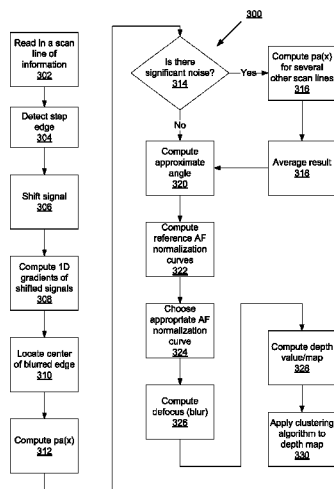 300
Read in a scan
line of
information
302
Detect step
edge
304
Shift signal
306
Compute 1D
gradients of
shifted signals
308
Locate center
of blurred edge
310
Compute pa(x)
312
Is there
significant noise?
314
Yes
No
Compute pa(x)
for several
other scan lines
316
Average result
318
Compute
approximate
angle
320
Compute
reference AF
normalization
curves
322
Choose
appropriate AF
normalization
curve
324
Compute
defocus (blur)
326
Compute depth
value/map
328
Apply clustering
algorithm to
depth map
330